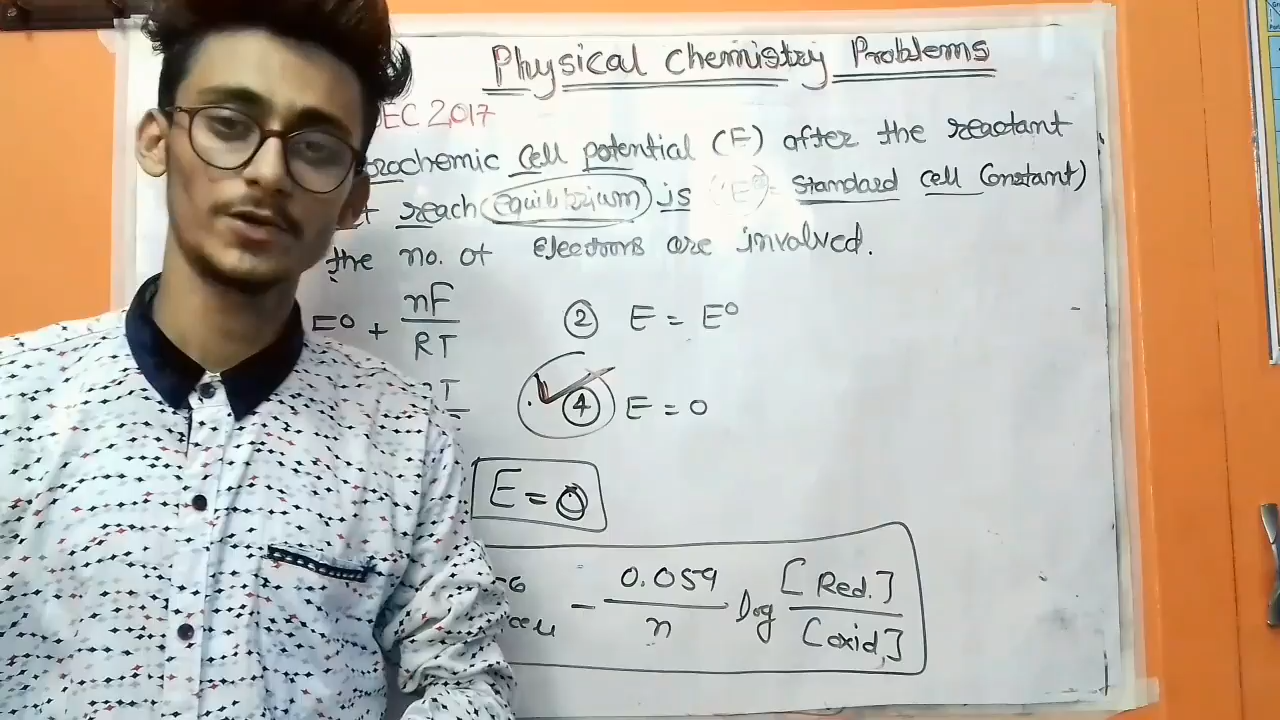 Physical Chemistry Problems
EC 2017
ochemic Cell potential (E) after the reactant
reach equilibrium is (E° = Standard Cell Constant)
the no. of Electrons are involved.
E° + nF / RT
② E = E°
④ E = 0
E = 0
- 0.059 / n log [Red.] / [oxid.]